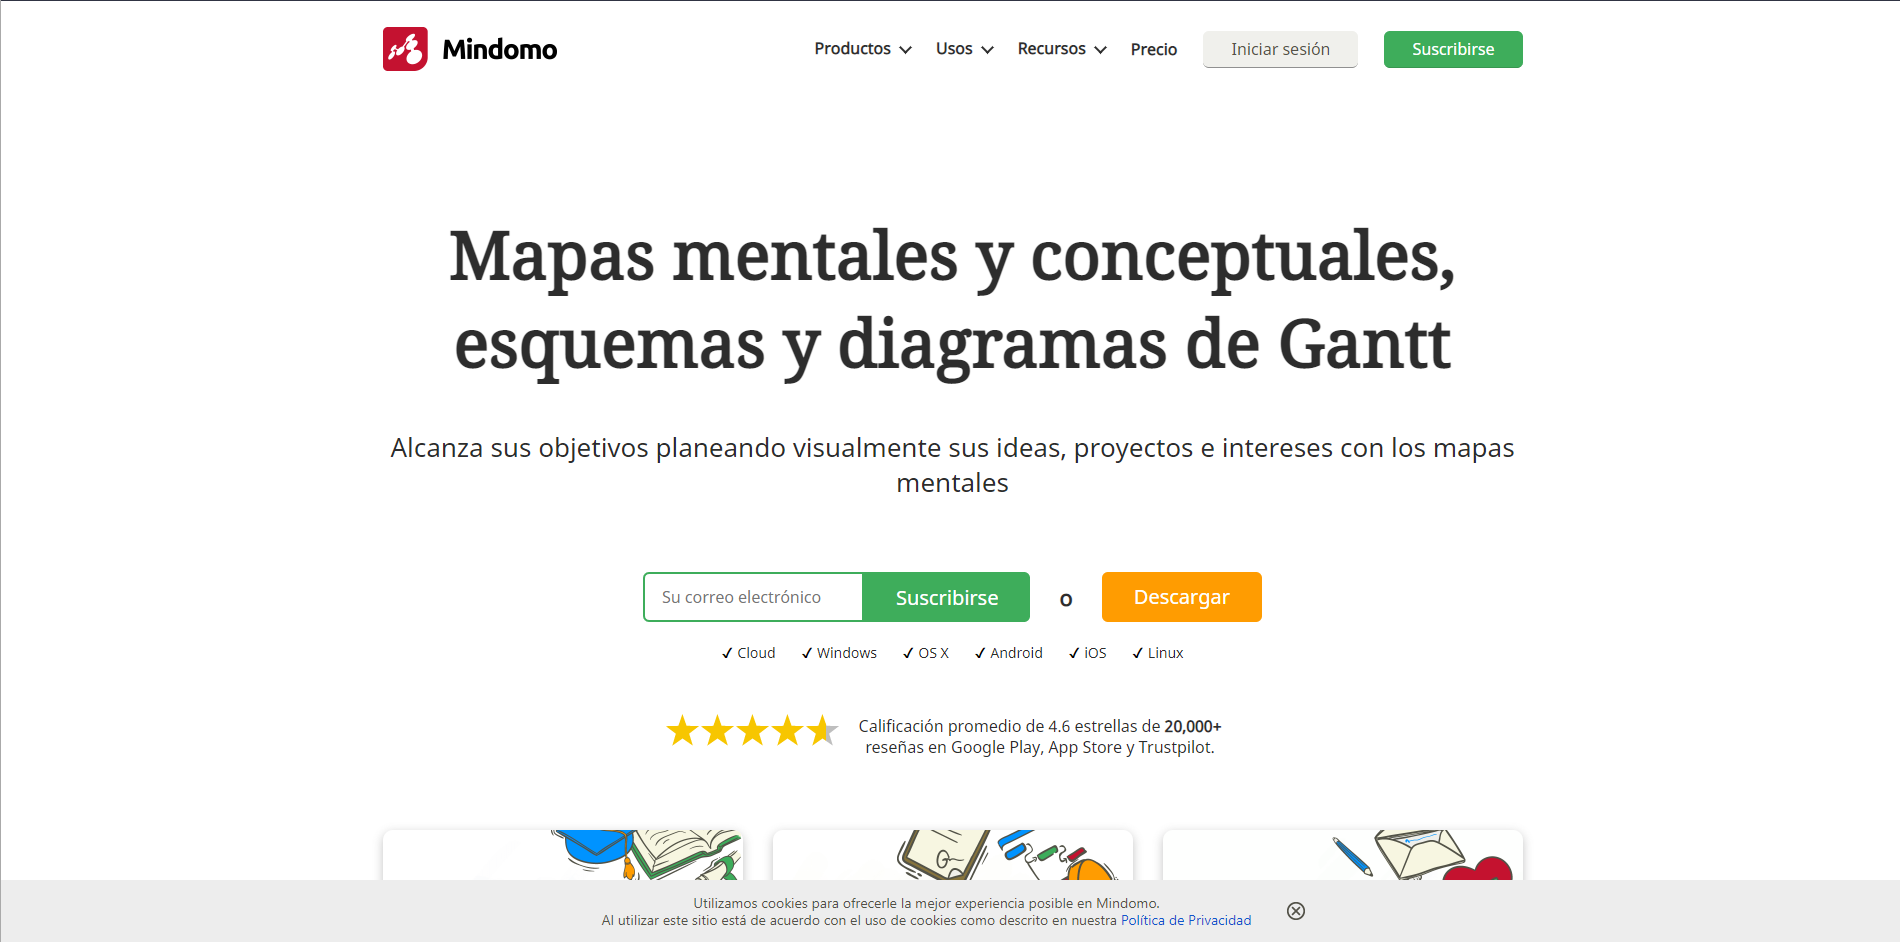 Mindomo
Productos
Usos
Recursos
Precio
Iniciar sesión
Suscribirse
Mapas mentales y conceptuales,
esquemas y diagramas de Gantt
Alcanza sus objetivos planeando visualmente sus ideas, proyectos e intereses con los mapas
mentales
Su correo electrónico
Suscribirse
o
Descargar
✓ Cloud
✓ Windows
✓ OS X
✓ Android
✓ iOS
✓ Linux
Calificación promedio de 4.6 estrellas de 20,000+
reseñas en Google Play, App Store y Trustpilot.
Utilizamos cookies para ofrecerle la mejor experiencia posible en Mindomo.
Al utilizar este sitio está de acuerdo con el uso de cookies como descrito en nuestra Política de Privacidad